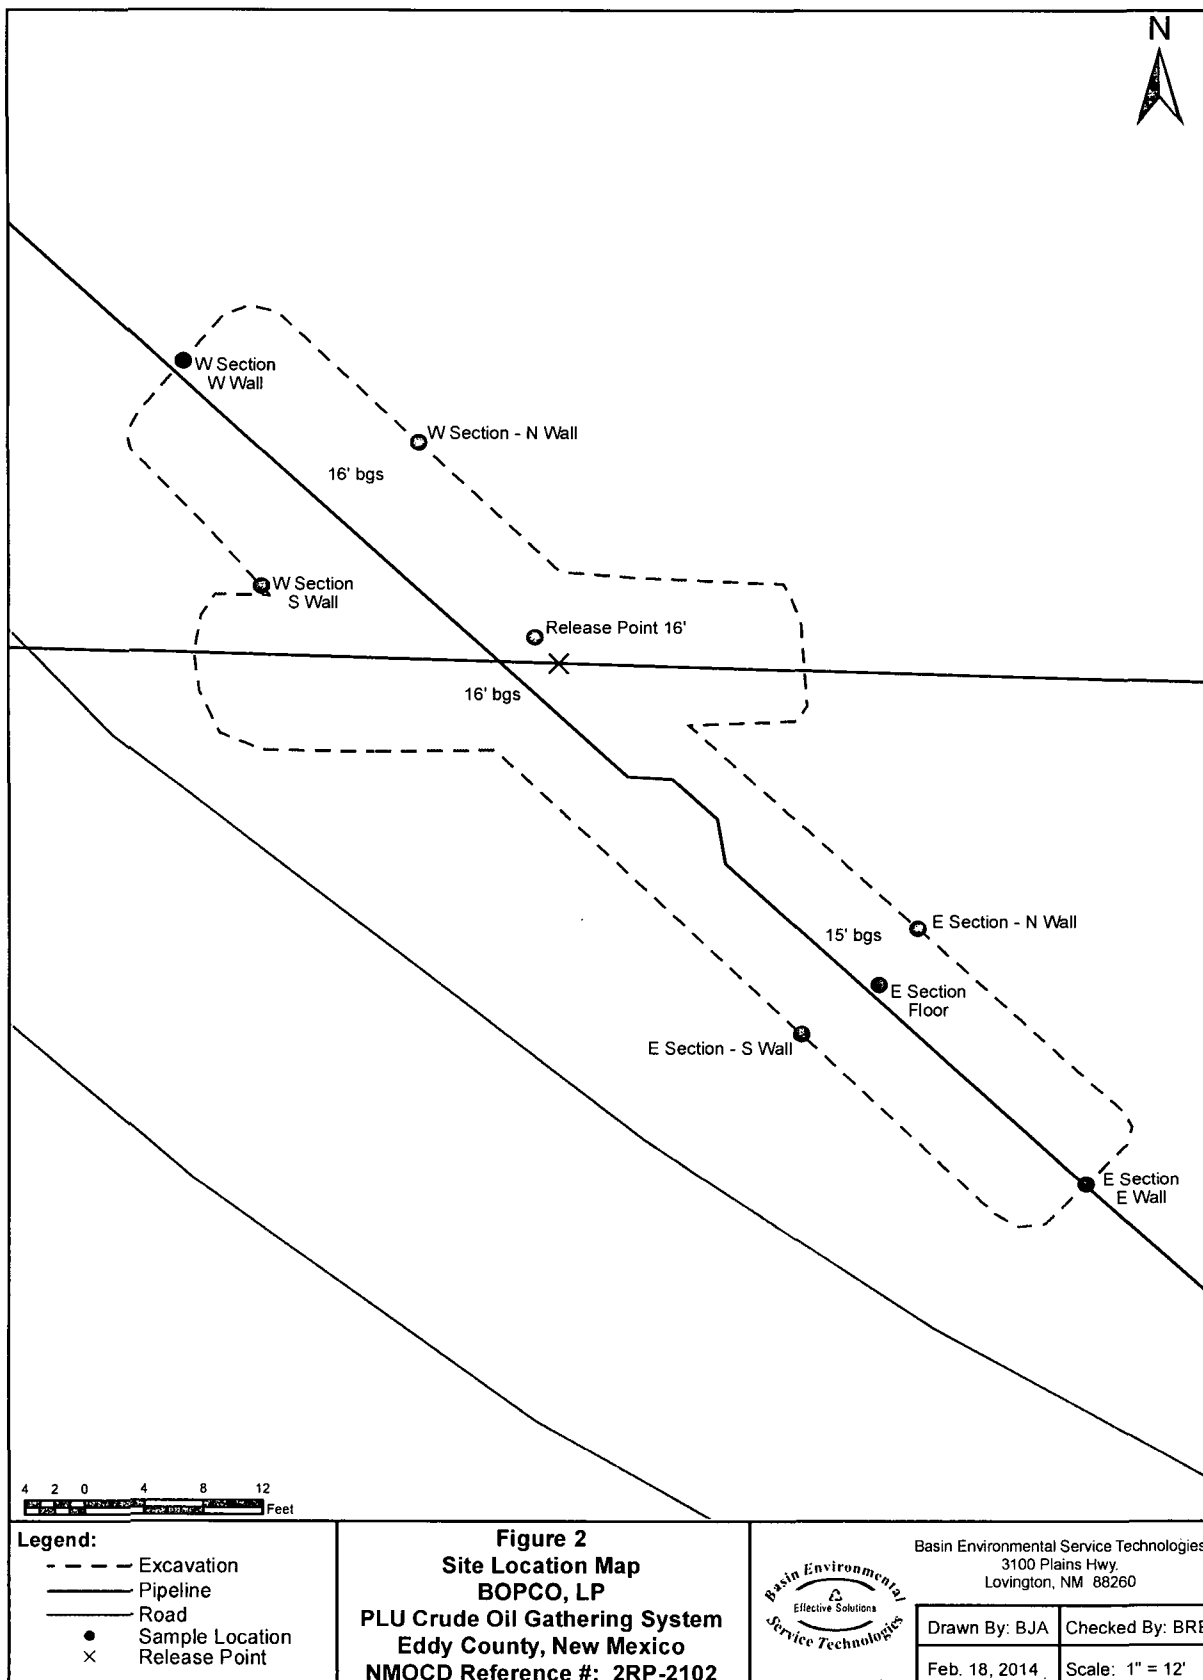 N
W Section
W Wall
W Section - N Wall
16' bgs
W Section
S Wall
Release Point 16'
16' bgs
E Section - N Wall
15' bgs
E Section
Floor
E Section - S Wall
E Section
E Wall
4 2 0 4 8 12
Feet
Legend:
Excavation
Pipeline
Road
Sample Location
Release Point
Figure 2
Site Location Map
BOPCO, LP
PLU Crude Oil Gathering System
Eddy County, New Mexico
NMOCD Reference #: 2RP-2102
Basin Environmental
Effective Solutions
Service Technologies
Basin Environmental Service Technologies
3100 Plains Hwy.
Lovington, NM 88260
Drawn By: BJA
Checked By: BRB
Feb. 18, 2014
Scale: 1" = 12'